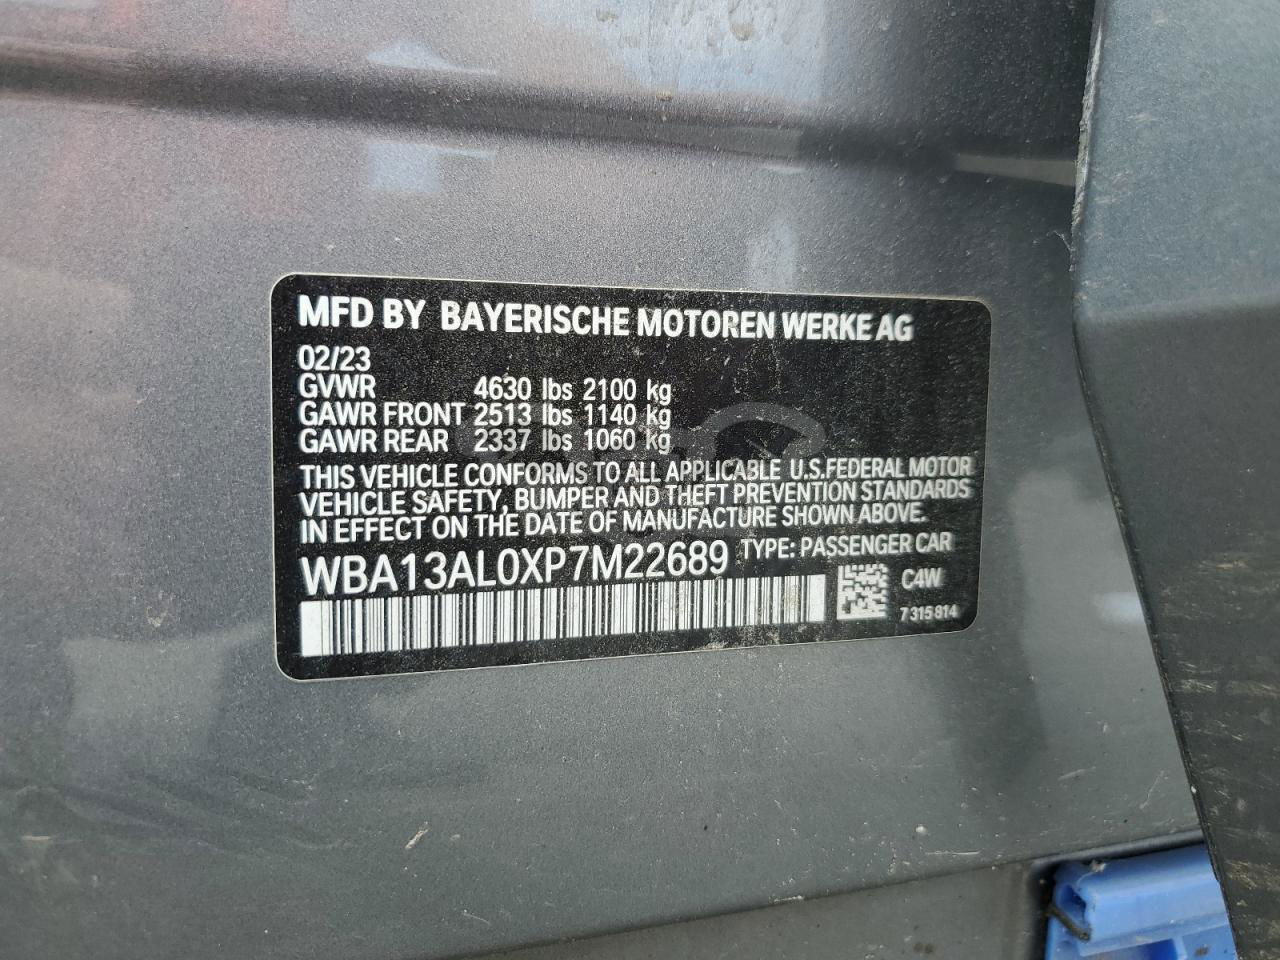 MFD BY BAYERISCHE MOTOREN WERKE AG
02/23
GVWR 4630 lbs 2100 kg
GAWR FRONT 2513 lbs 1140 kg
GAWR REAR 2337 lbs 1060 kg
THIS VEHICLE CONFORMS TO ALL APPLICABLE U.S.FEDERAL MOTOR
VEHICLE SAFETY, BUMPER AND THEFT PREVENTION STANDARDS
IN EFFECT ON THE DATE OF MANUFACTURE SHOWN ABOVE.
WBA13AL0XP7M22689 TYPE: PASSENGER CAR
C4W
7 315 814